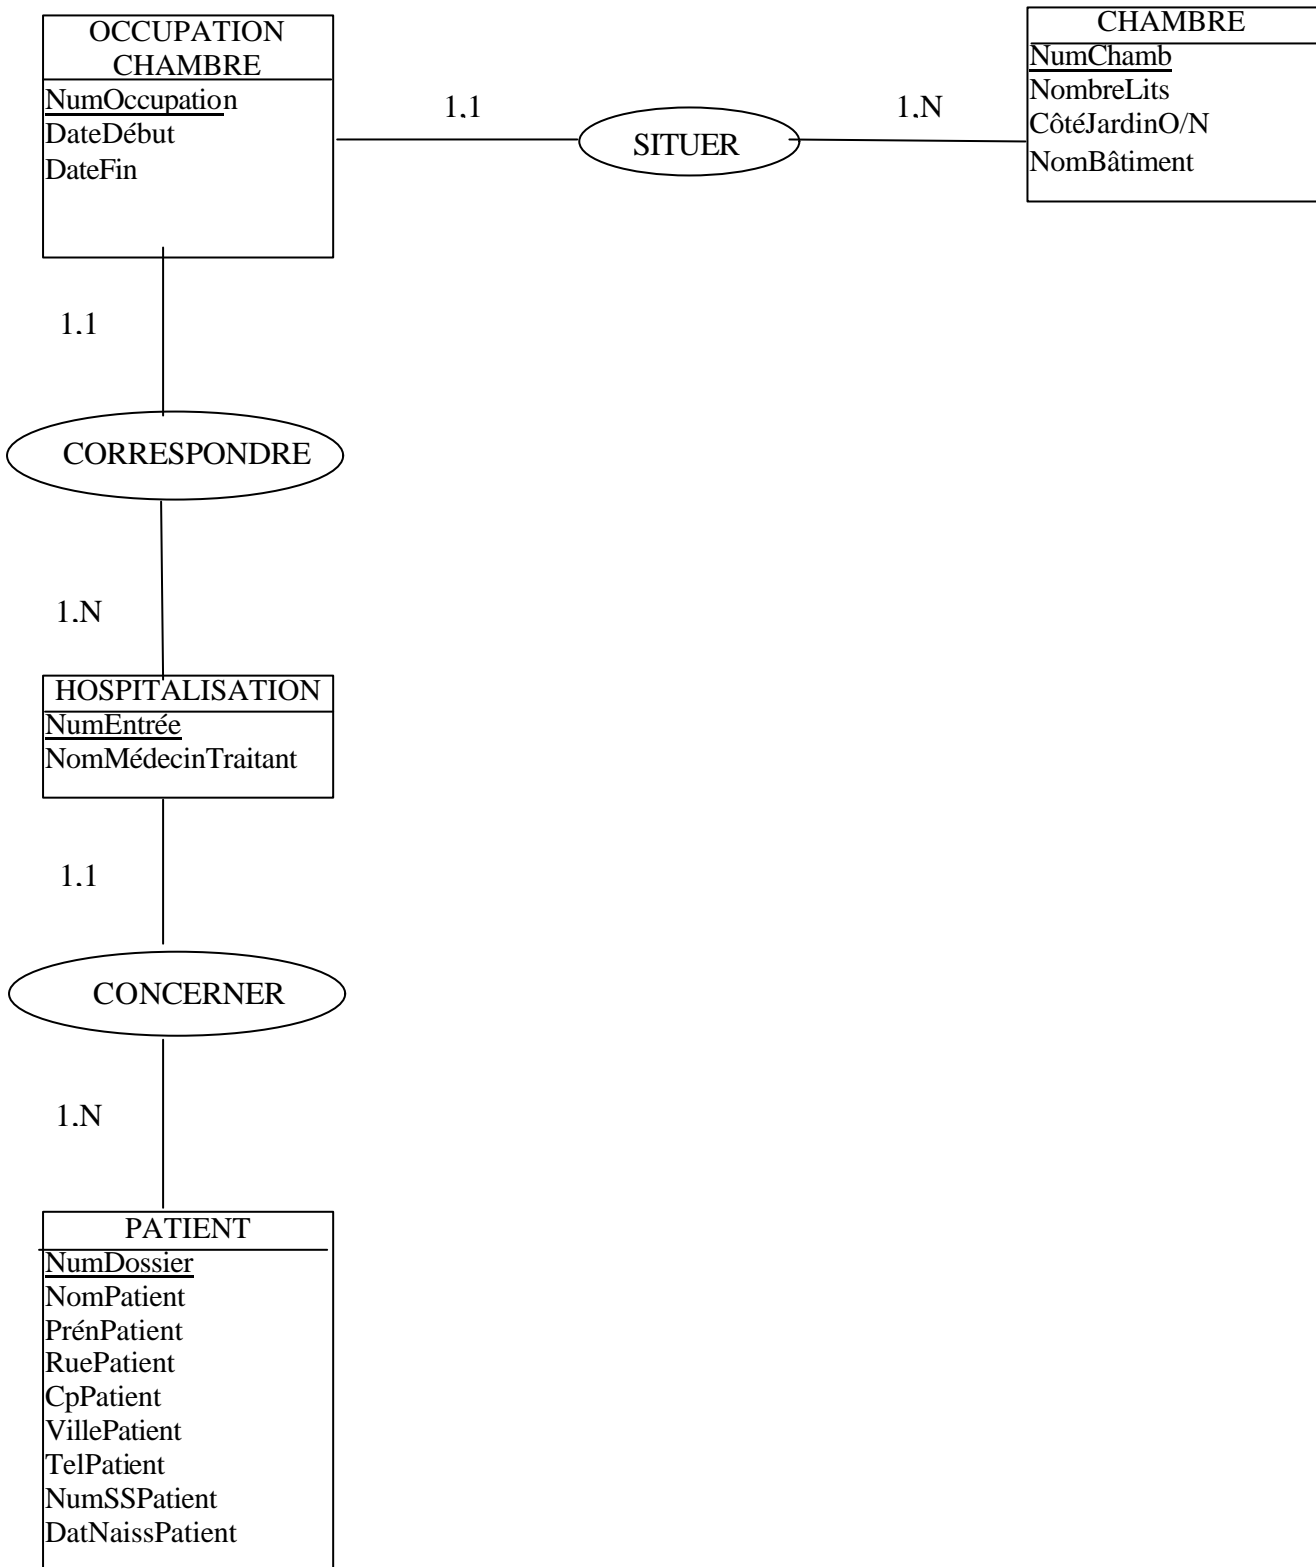 OCCUPATION
CHAMBRE
NumOccupation
DateDébut
DateFin
1,1
SITUER
1,N
CHAMBRE
NumChamb
NombreLits
CôtéJardinO/N
NomBâtiment
1,1
CORRESPONDRE
1,N
HOSPITALISATION
NumEntrée
NomMédecinTraitant
1,1
CONCERNER
1,N
PATIENT
NumDossier
NomPatient
PrénPatient
RuePatient
CpPatient
VillePatient
TelPatient
NumSSPatient
DatNaissPatient